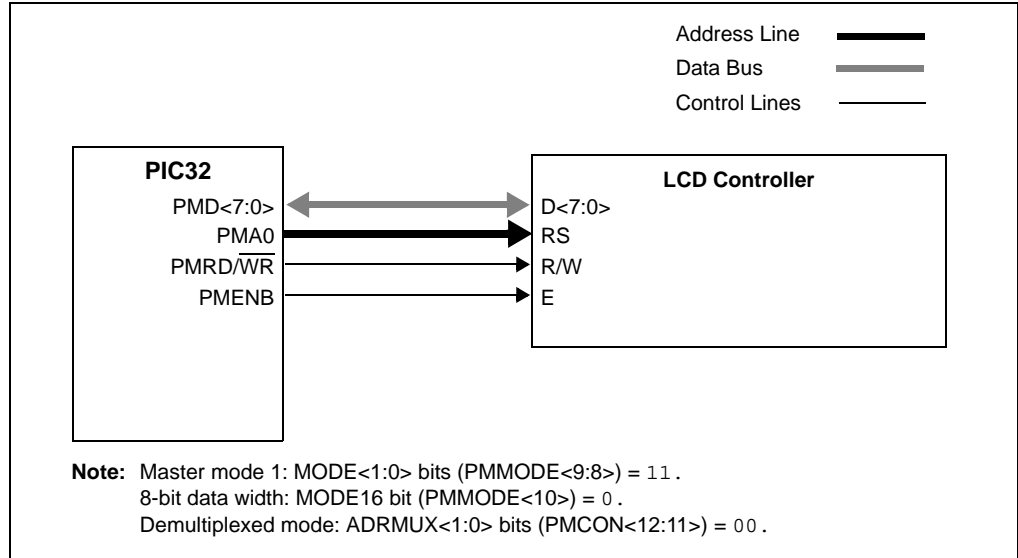 Address Line
Data Bus
Control Lines
PIC32
LCD Controller
PMD<7:0>
D<7:0>
PMA0
RS
PMRD/W̅R̅
R/W
PMENB
E
Note: Master mode 1: MODE<1:0> bits (PMMODE<9:8>) = 11.
8-bit data width: MODE16 bit (PMMODE<10>) = 0.
Demultiplexed mode: ADRMUX<1:0> bits (PMCON<12:11>) = 00.